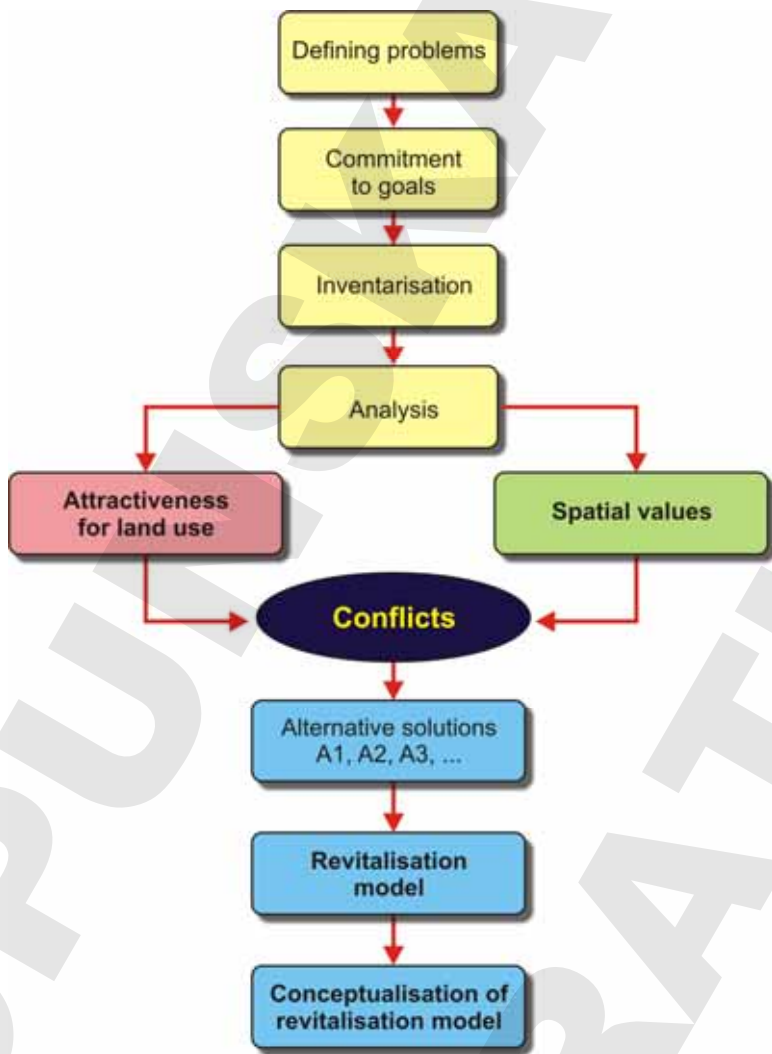 Defining problems
Commitment
to goals
Inventarisation
Analysis
Attractiveness
for land use
Spatial values
Conflicts
Alternative solutions
A1, A2, A3, ...
Revitalisation
model
Conceptualisation of
revitalisation model